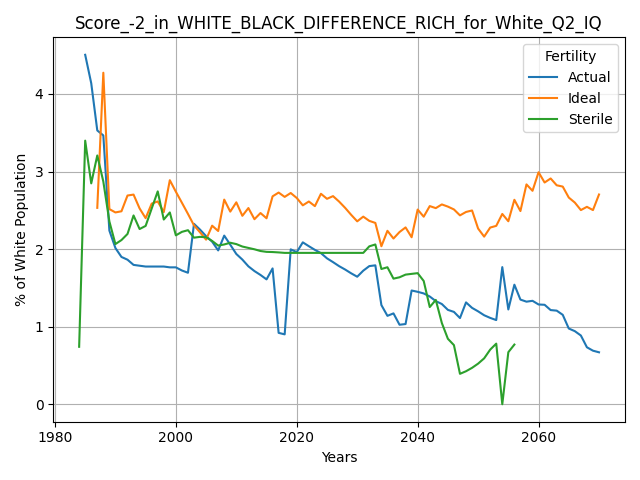 Score_-2_in_WHITE_BLACK_DIFFERENCE_RICH_for_White_Q2_IQ
Fertility
Actual
Ideal
Sterile
% of White Population
4
3
2
1
0
1980
2000
2020
2040
2060
Years